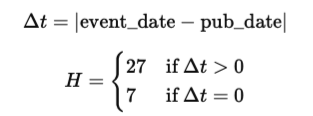 Δt = |event_date – pub_date|
H = { 27 if Δt > 0
7 if Δt = 0